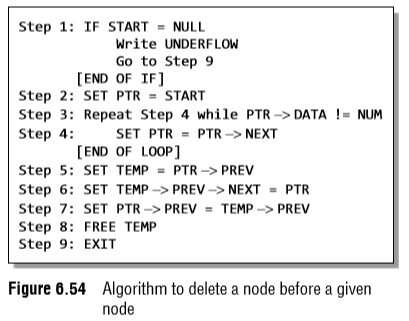 Step 1: IF START = NULL
Write UNDERFLOW
Go to Step 9
[END OF IF]
Step 2: SET PTR = START
Step 3: Repeat Step 4 while PTR -> DATA != NUM
Step 4: SET PTR = PTR -> NEXT
[END OF LOOP]
Step 5: SET TEMP = PTR -> PREV
Step 6: SET TEMP -> PREV -> NEXT = PTR
Step 7: SET PTR -> PREV = TEMP -> PREV
Step 8: FREE TEMP
Step 9: EXIT
Figure 6.54 Algorithm to delete a node before a given
node